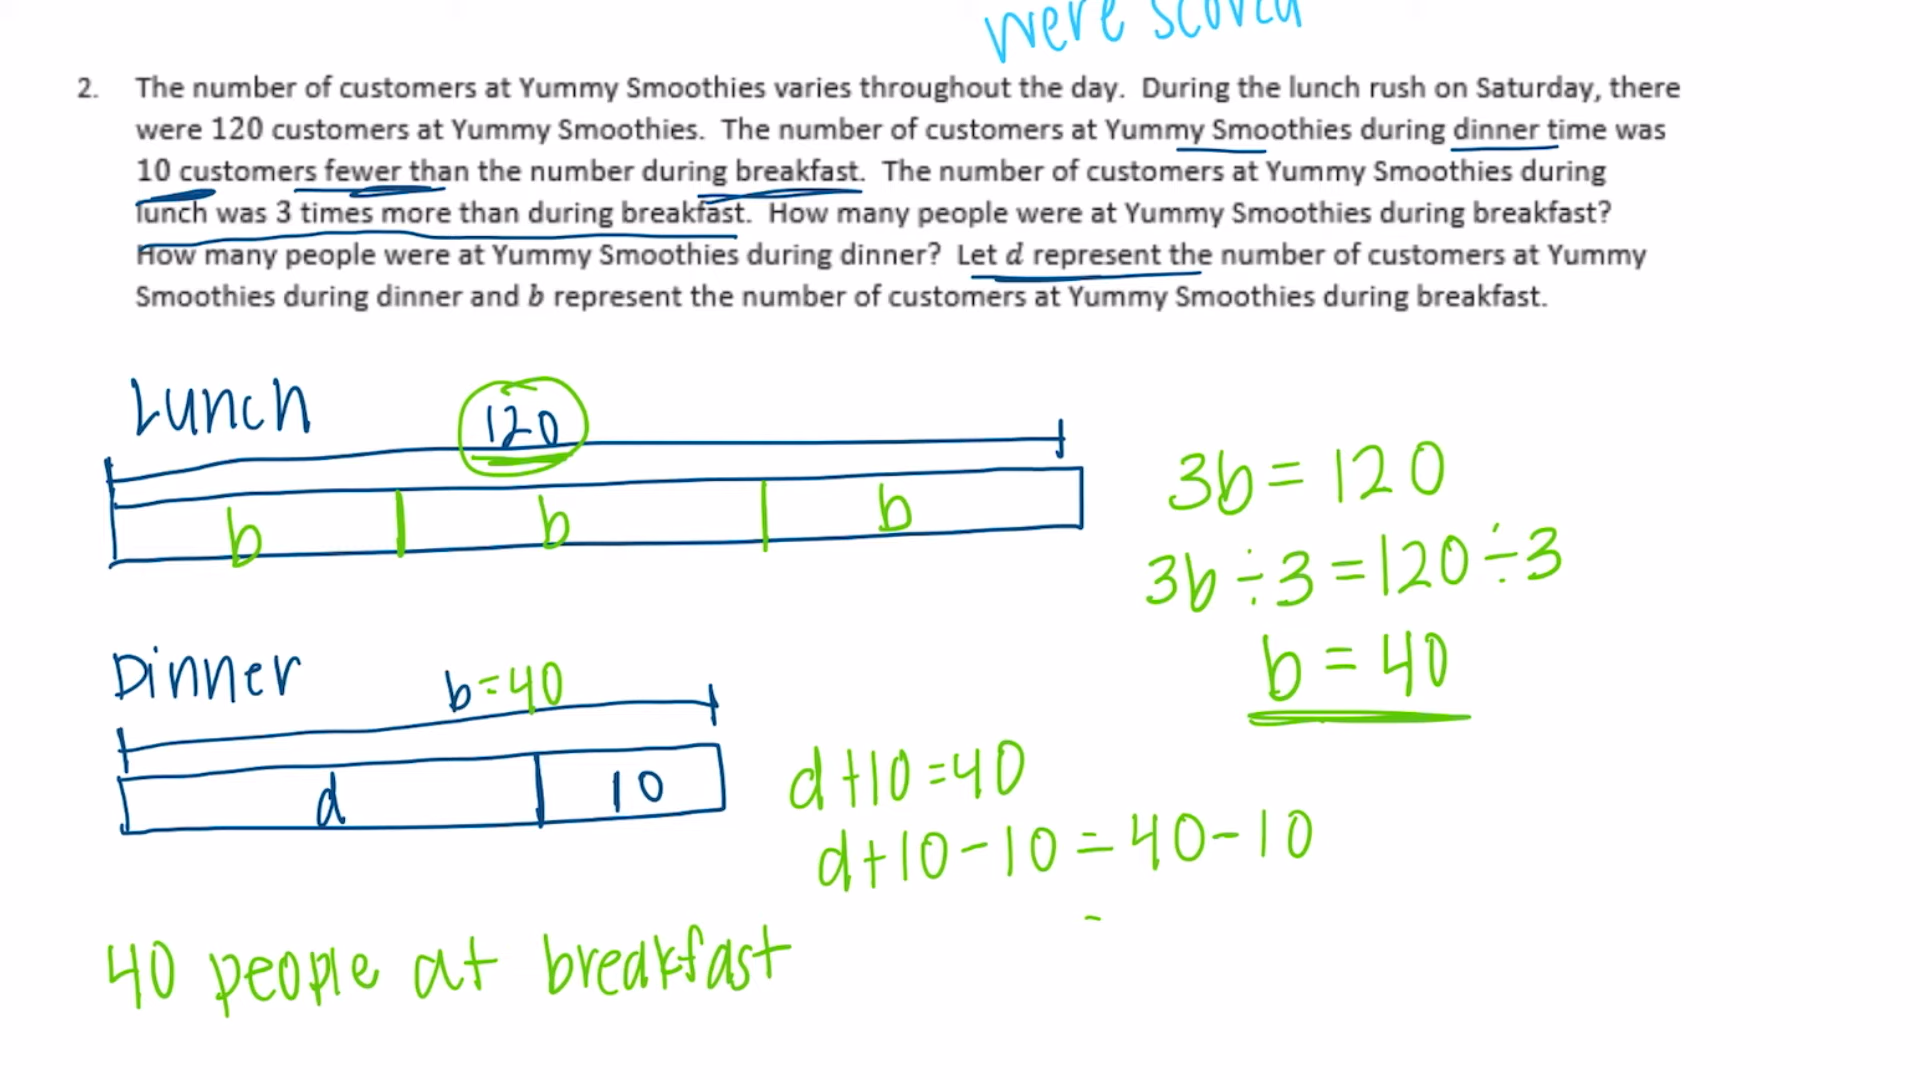 were scored
2. The number of customers at Yummy Smoothies varies throughout the day. During the lunch rush on Saturday, there
were 120 customers at Yummy Smoothies. The number of customers at Yummy Smoothies during dinner time was
10 customers fewer than the number during breakfast. The number of customers at Yummy Smoothies during
lunch was 3 times more than during breakfast. How many people were at Yummy Smoothies during breakfast?
How many people were at Yummy Smoothies during dinner? Let d represent the number of customers at Yummy
Smoothies during dinner and b represent the number of customers at Yummy Smoothies during breakfast.
Lunch
120
b b b
3b = 120
3b ÷ 3 = 120 ÷ 3
b = 40
Dinner
b = 40
d 10
d + 10 = 40
d + 10 - 10 = 40 - 10
-
40 people at breakfast